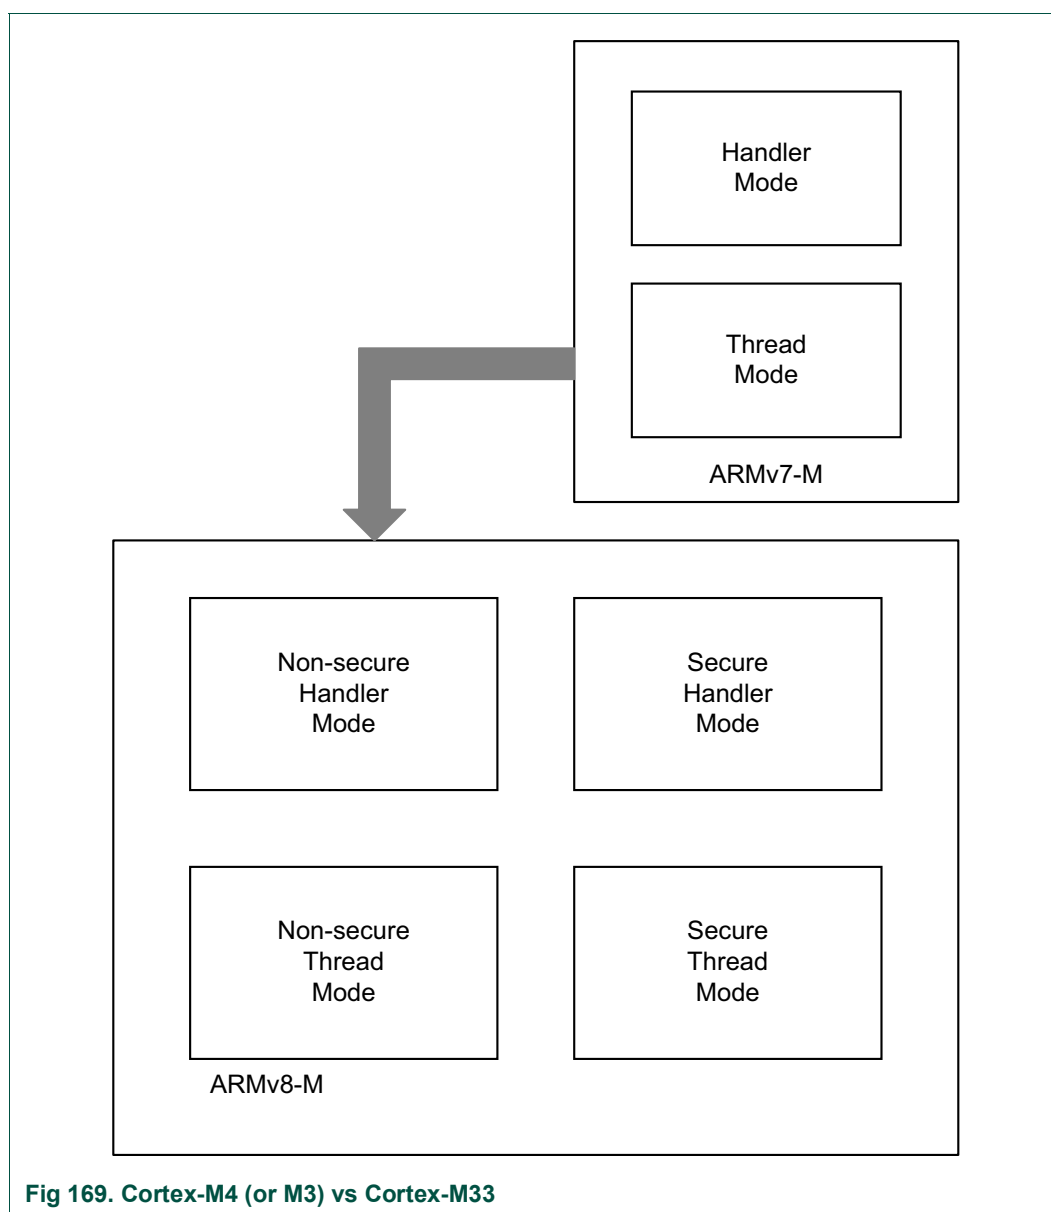 Handler
Mode
Thread
Mode
ARMv7-M
Non-secure
Handler
Mode
Secure
Handler
Mode
Non-secure
Thread
Mode
Secure
Thread
Mode
ARMv8-M
Fig 169. Cortex-M4 (or M3) vs Cortex-M33